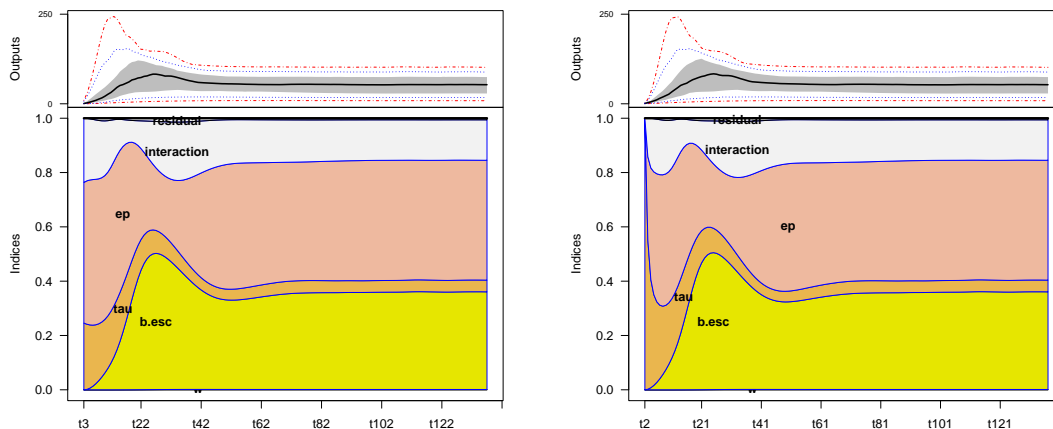 250
0
Outputs
1.0
0.8
0.6
0.4
0.2
0.0
Indices
residual
interaction
ep
tau
b.esc
t3 t22 t42 t62 t82 t102 t122
250
0
Outputs
1.0
0.8
0.6
0.4
0.2
0.0
Indices
residual
interaction
ep
tau
b.esc
t2 t21 t41 t61 t81 t101 t121